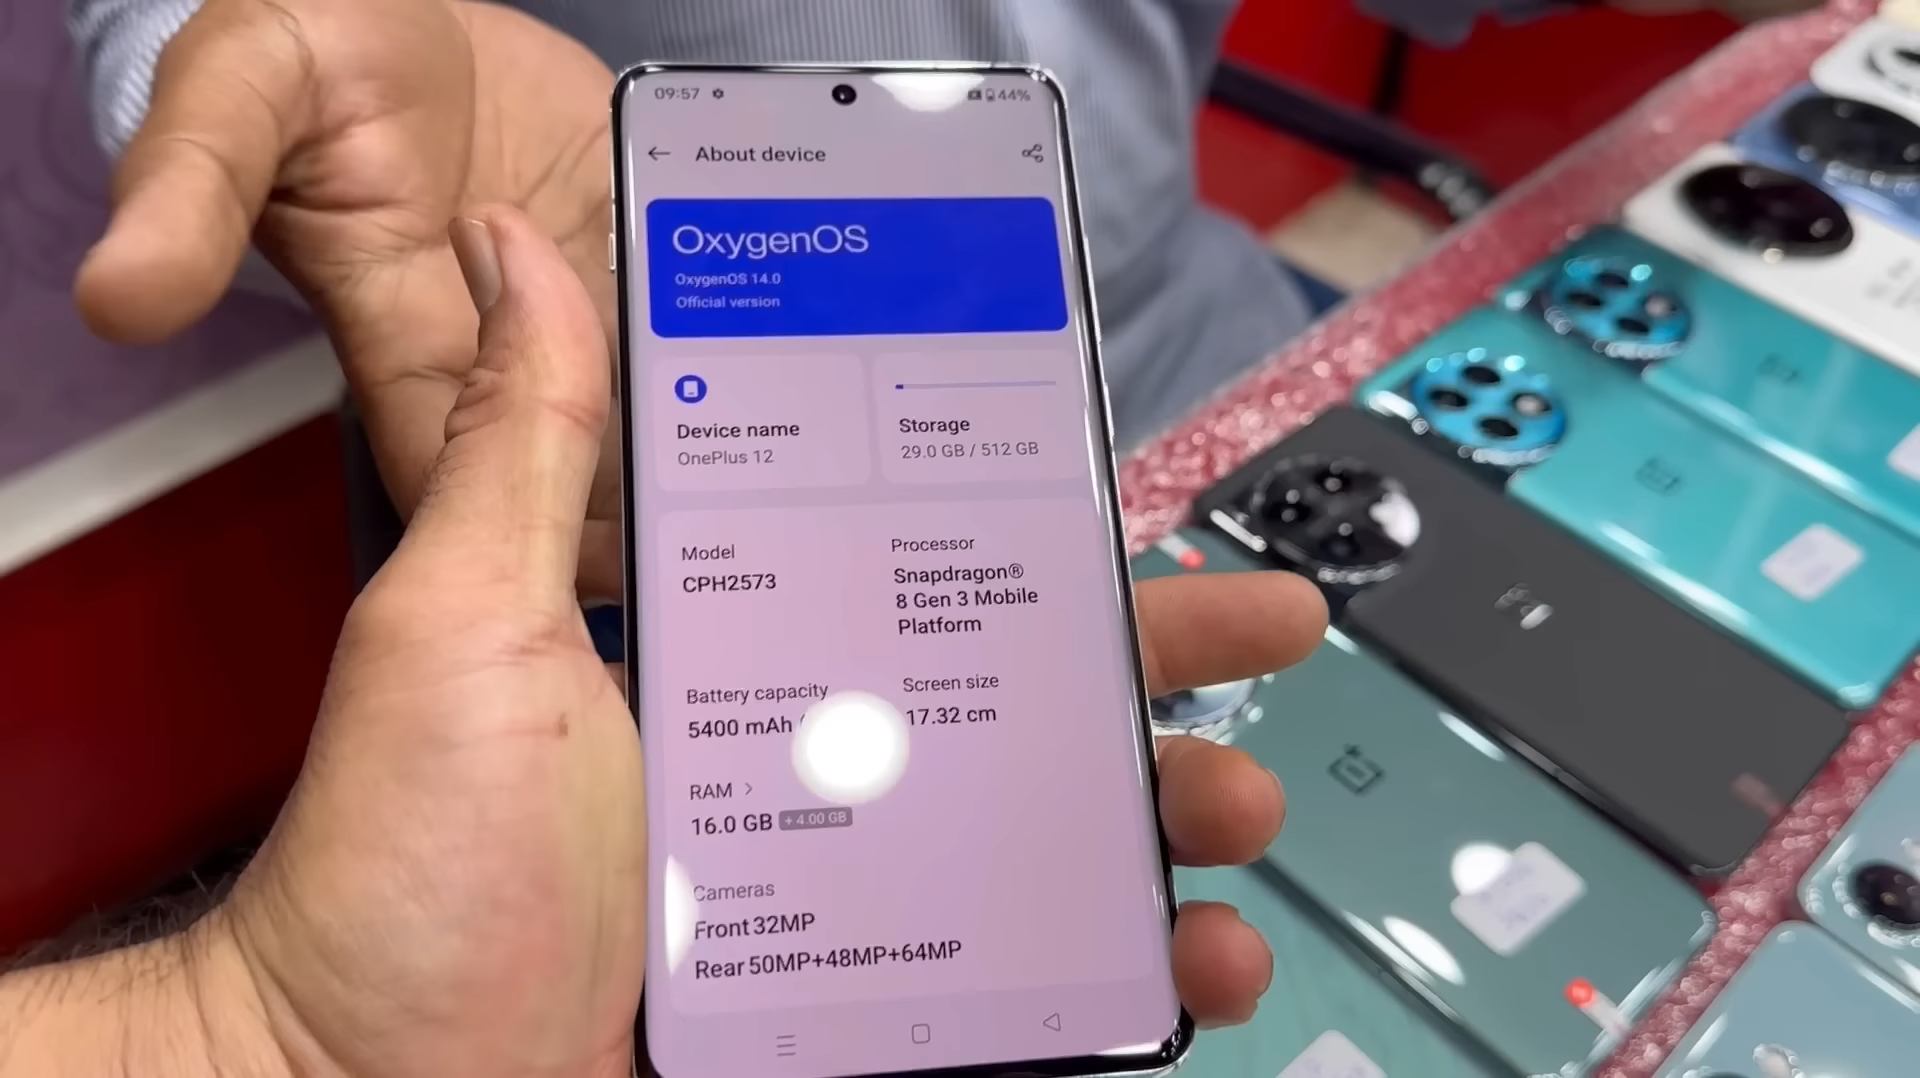 09:57 44%
About device
OxygenOS
OxygenOS 14.0
Official version
Device name
OnePlus 12
Storage
29.0 GB / 512 GB
Model
CPH2573
Processor
Snapdragon®
8 Gen 3 Mobile
Platform
Battery capacity
5400 mAh
Screen size
17.32 cm
RAM >
16.0 GB + 4.00 GB
Cameras
Front 32MP
Rear 50MP+48MP+64MP